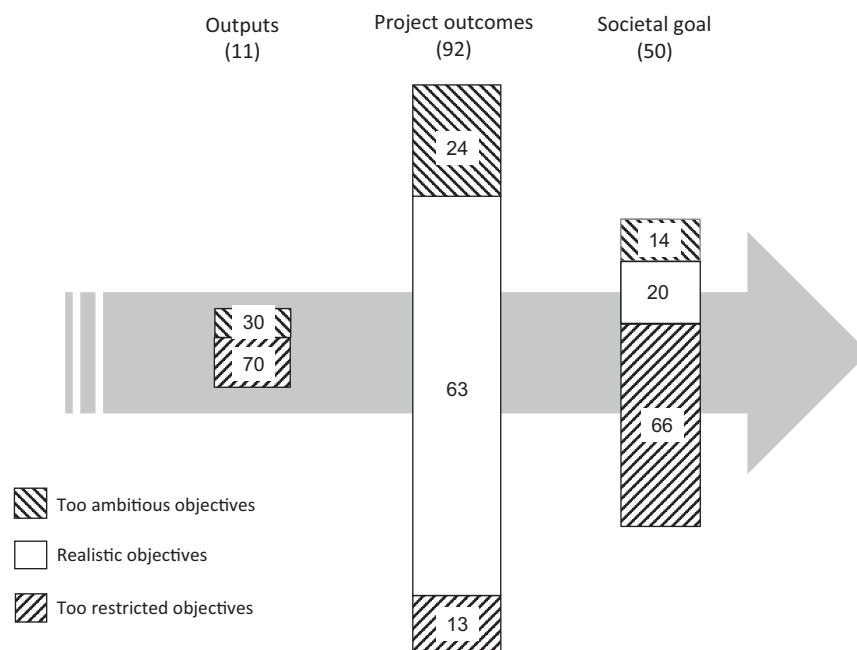 Outputs
(11)
Project outcomes
(92)
Societal goal
(50)
24
14
20
30
70
63
66
13
Too ambitious objectives
Realistic objectives
Too restricted objectives